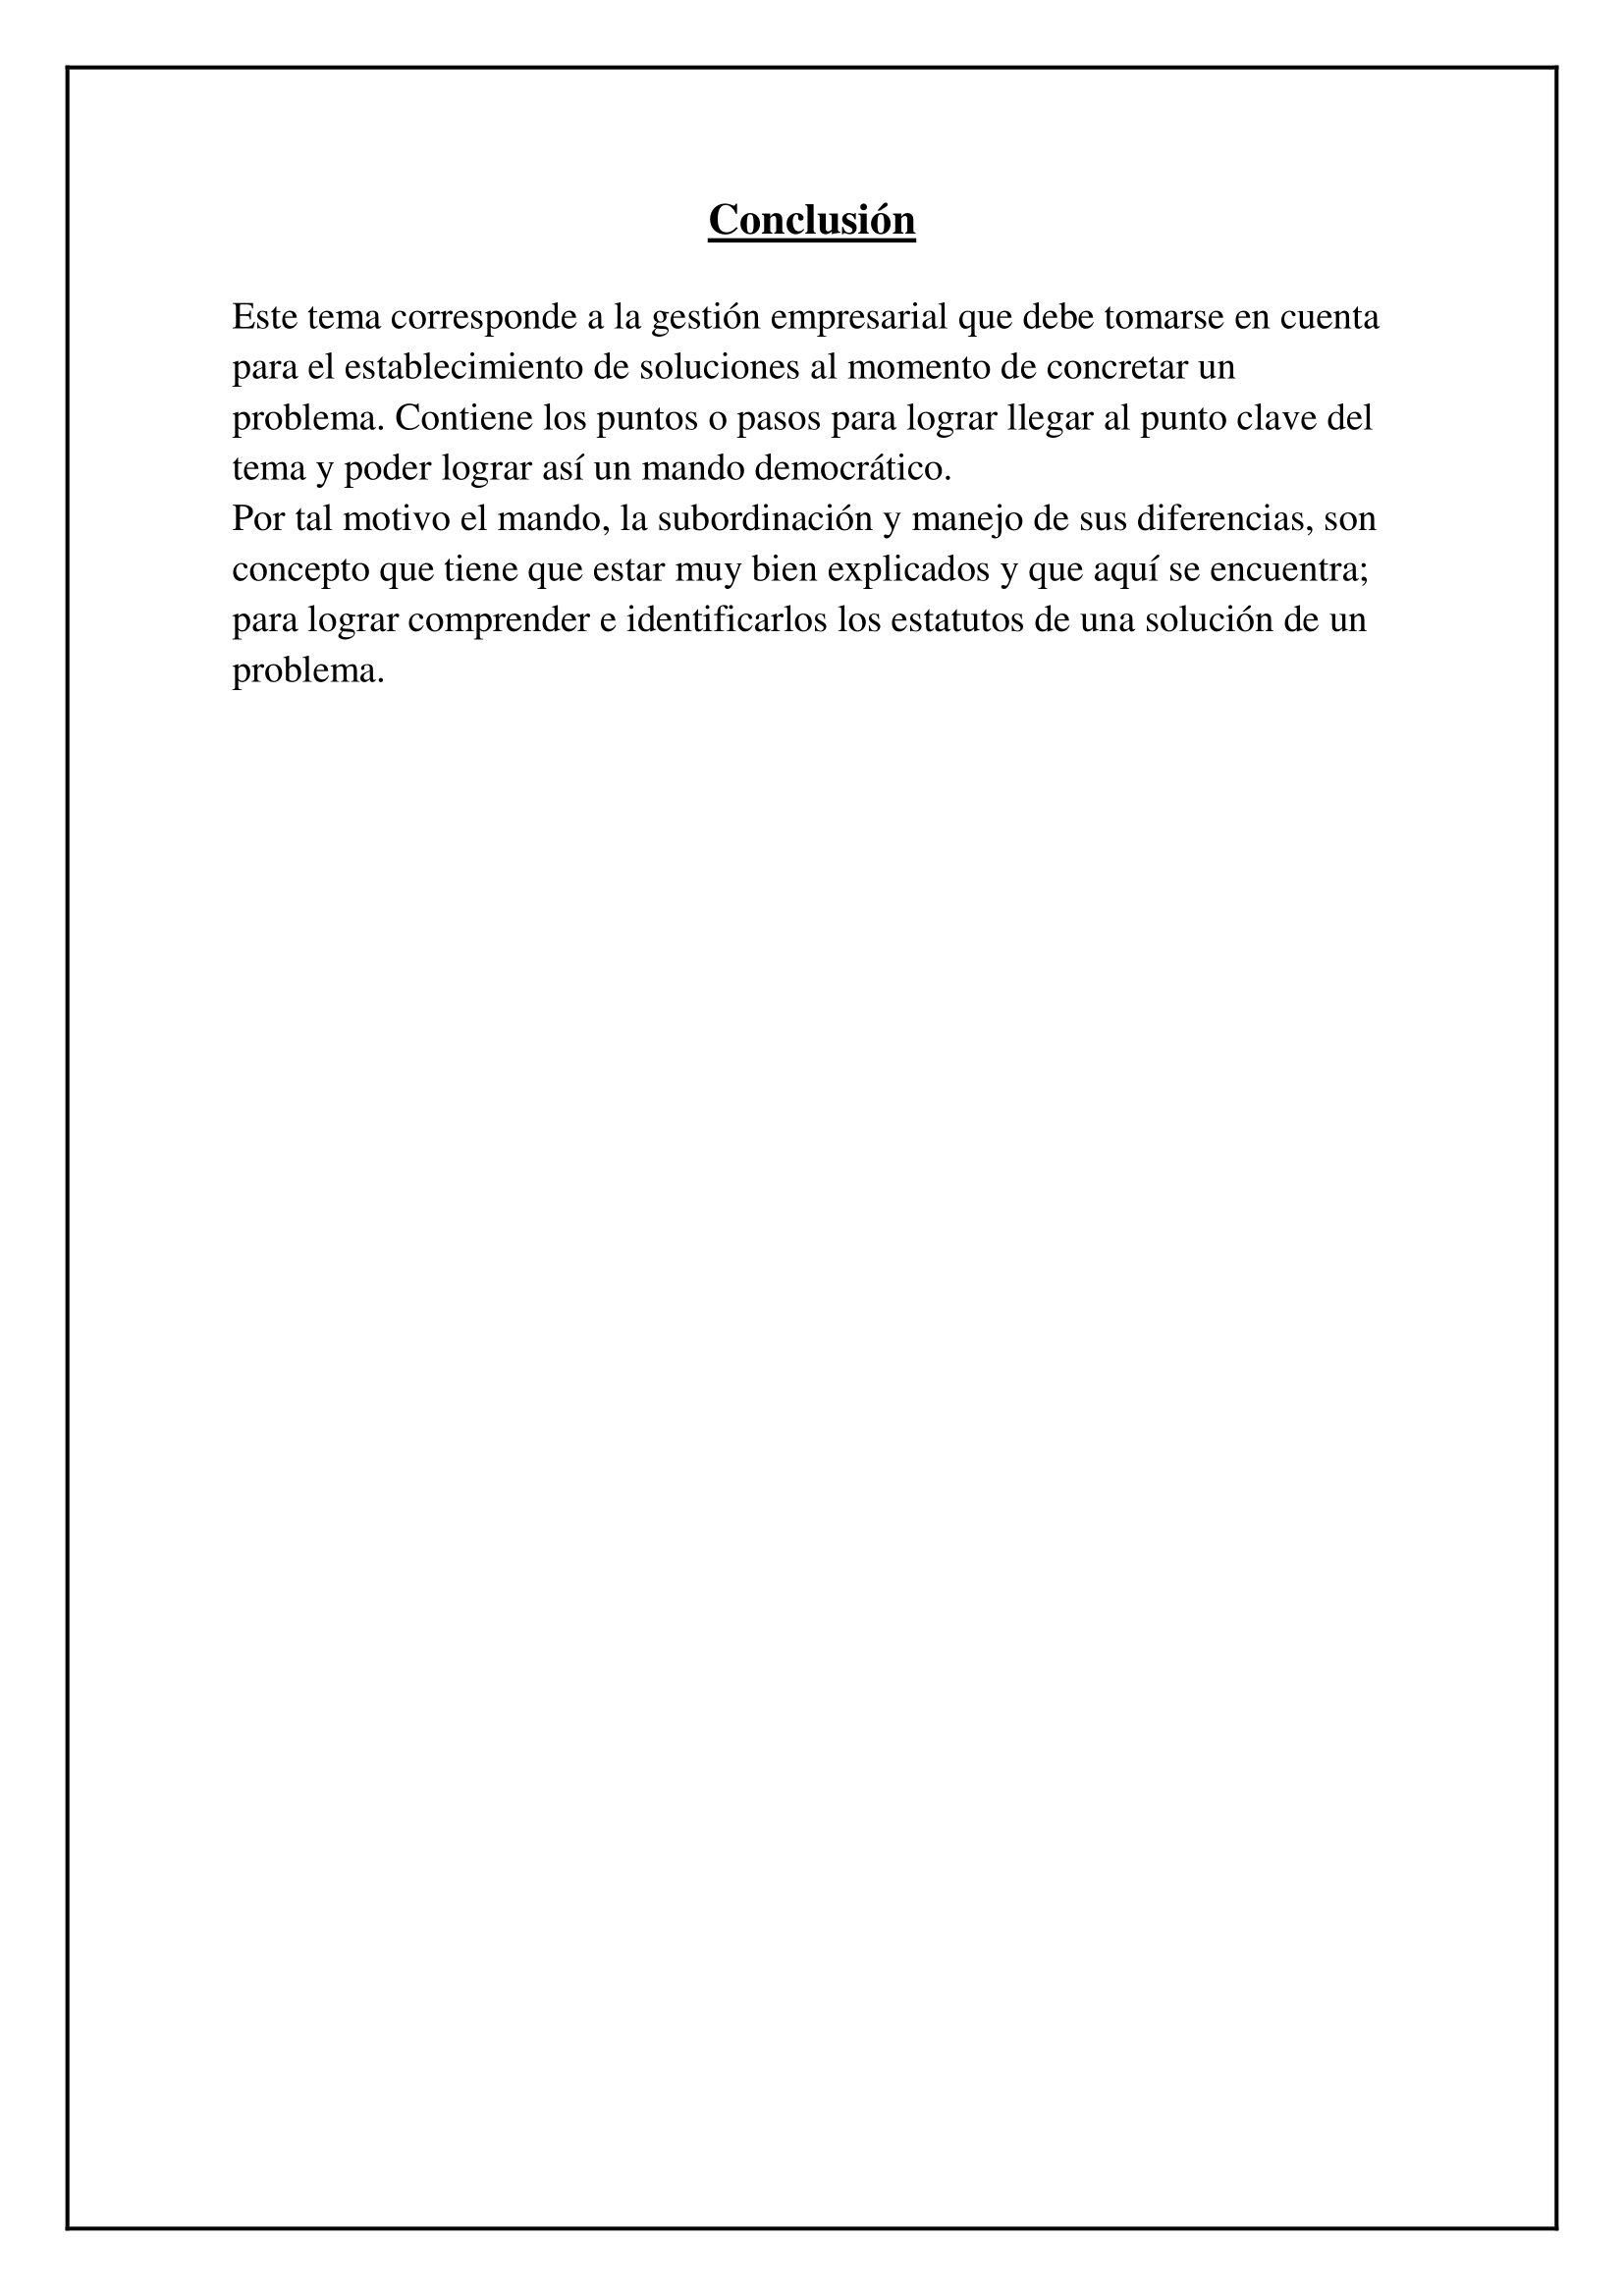 Conclusión
Este tema corresponde a la gestión empresarial que debe tomarse en cuenta
para el establecimiento de soluciones al momento de concretar un
problema. Contiene los puntos o pasos para lograr llegar al punto clave del
tema y poder lograr así un mando democrático.
Por tal motivo el mando, la subordinación y manejo de sus diferencias, son
concepto que tiene que estar muy bien explicados y que aquí se encuentra;
para lograr comprender e identificarlos los estatutos de una solución de un
problema.